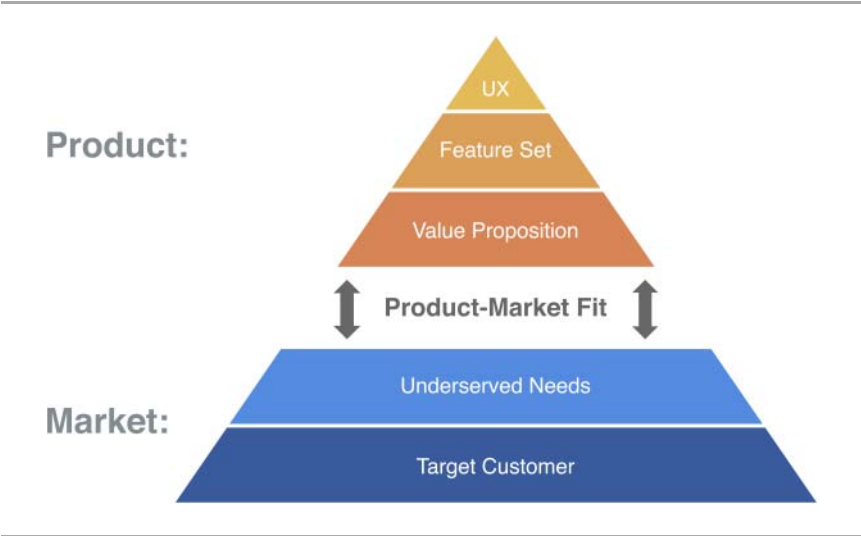 Product:
UX
Feature Set
Value Proposition
Product-Market Fit
Market:
Underserved Needs
Target Customer